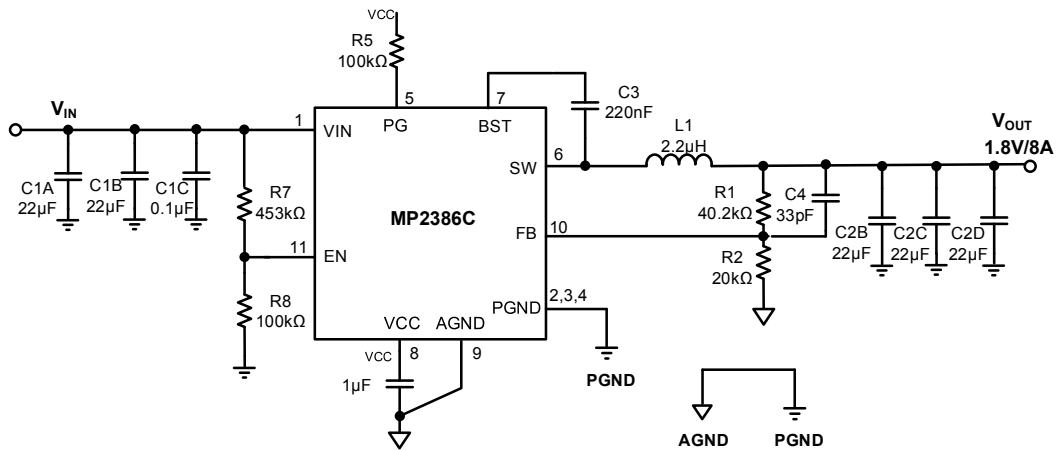 VCC
R5
100kΩ
5
7
C3
220nF
VIN
1
VIN
PG
BST
L1
2.2μH
VOUT
1.8V/8A
6
SW
C1A
22μF
C1B
22μF
C1C
0.1μF
R7
453kΩ
MP2386C
R1
40.2kΩ
C4
33pF
FB
10
11
EN
R2
20kΩ
C2B
22μF
C2C
22μF
C2D
22μF
R8
100kΩ
PGND
2,3,4
VCC
AGND
VCC
8
9
1μF
PGND
AGND
PGND